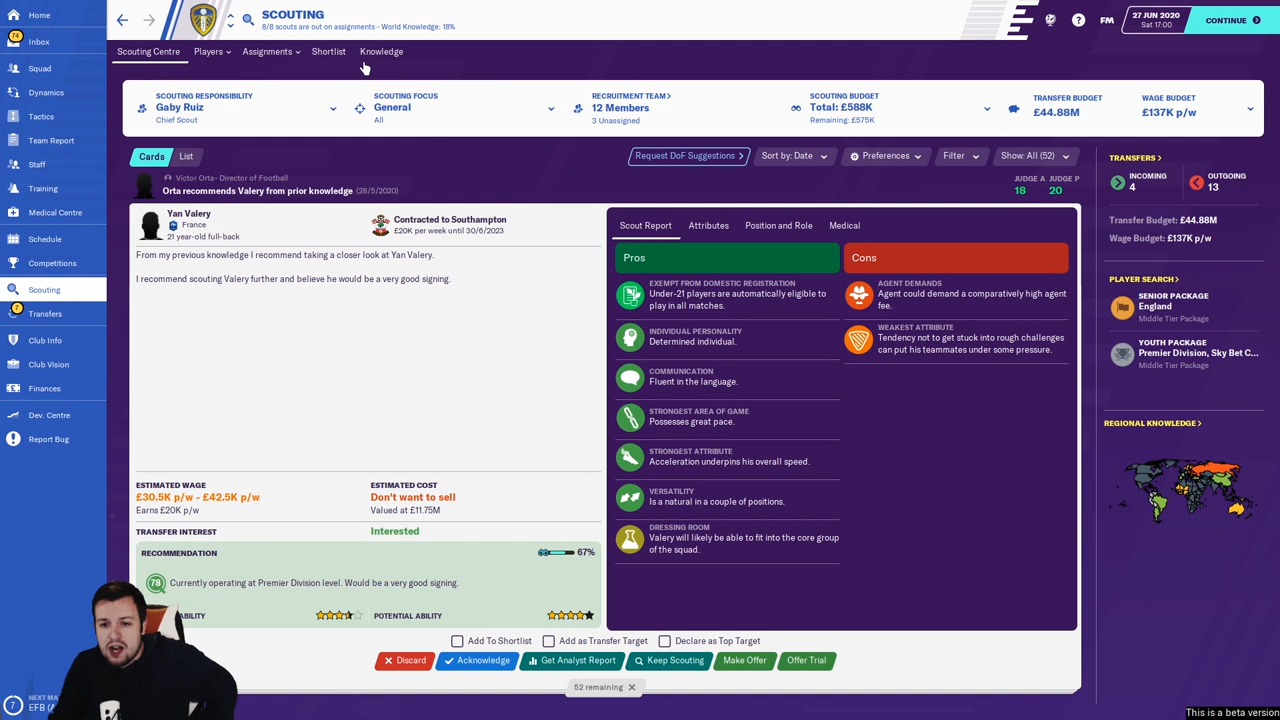 Home
74
Inbox
Squad
Dynamics
Tactics
Team Report
Staff
Training
Medical Centre
Schedule
Competitions
Scouting
7
Transfers
Club Info
Club Vision
Finances
Dev. Centre
Report Bug
7
NEXT MA
EFB (A
SCOUTING
8/8 scouts are out on assignments - World Knowledge: 18%
?
FM
27 JUN 2020
Sat 17:00
CONTINUE
Scouting Centre
Players
Assignments
Shortlist
Knowledge
SCOUTING RESPONSIBILITY
Gaby Ruiz
Chief Scout
SCOUTING FOCUS
General
All
RECRUITMENT TEAM >
12 Members
3 Unassigned
SCOUTING BUDGET
Total: £588K
Remaining: £575K
TRANSFER BUDGET
£44.88M
WAGE BUDGET
£137K p/w
Cards
List
Request DoF Suggestions >
Sort by: Date
Preferences
Filter
Show: All (52)
Victor Orta - Director of Football
Orta recommends Valery from prior knowledge (28/5/2020)
JUDGE A
18
JUDGE P
20
Yan Valery
France
21 year-old full-back
Contracted to Southampton
£20K per week until 30/6/2023
From my previous knowledge I recommend taking a closer look at Yan Valery.
I recommend scouting Valery further and believe he would be a very good signing.
ESTIMATED WAGE
£30.5K p/w - £42.5K p/w
Earns £20K p/w
ESTIMATED COST
Don't want to sell
Valued at £11.75M
TRANSFER INTEREST
Interested
RECOMMENDATION
67%
78
Currently operating at Premier Division level. Would be a very good signing.
ABILITY
POTENTIAL ABILITY
Scout Report
Attributes
Position and Role
Medical
Pros
EXEMPT FROM DOMESTIC REGISTRATION
Under-21 players are automatically eligible to
play in all matches.
INDIVIDUAL PERSONALITY
Determined individual.
COMMUNICATION
Fluent in the language.
STRONGEST AREA OF GAME
Possesses great pace.
STRONGEST ATTRIBUTE
Acceleration underpins his overall speed.
VERSATILITY
Is a natural in a couple of positions.
DRESSING ROOM
Valery will likely be able to fit into the core group
of the squad.
Cons
AGENT DEMANDS
Agent could demand a comparatively high agent
fee.
WEAKEST ATTRIBUTE
Tendency not to get stuck into rough challenges
can put his teammates under some pressure.
Add To Shortlist
Add as Transfer Target
Declare as Top Target
Discard
Acknowledge
Get Analyst Report
Keep Scouting
Make Offer
Offer Trial
52 remaining
TRANSFERS >
INCOMING
4
OUTGOING
13
Transfer Budget: £44.88M
Wage Budget: £137K p/w
PLAYER SEARCH >
SENIOR PACKAGE
England
Middle Tier Package
YOUTH PACKAGE
Premier Division, Sky Bet C...
Middle Tier Package
REGIONAL KNOWLEDGE >
This is a beta version